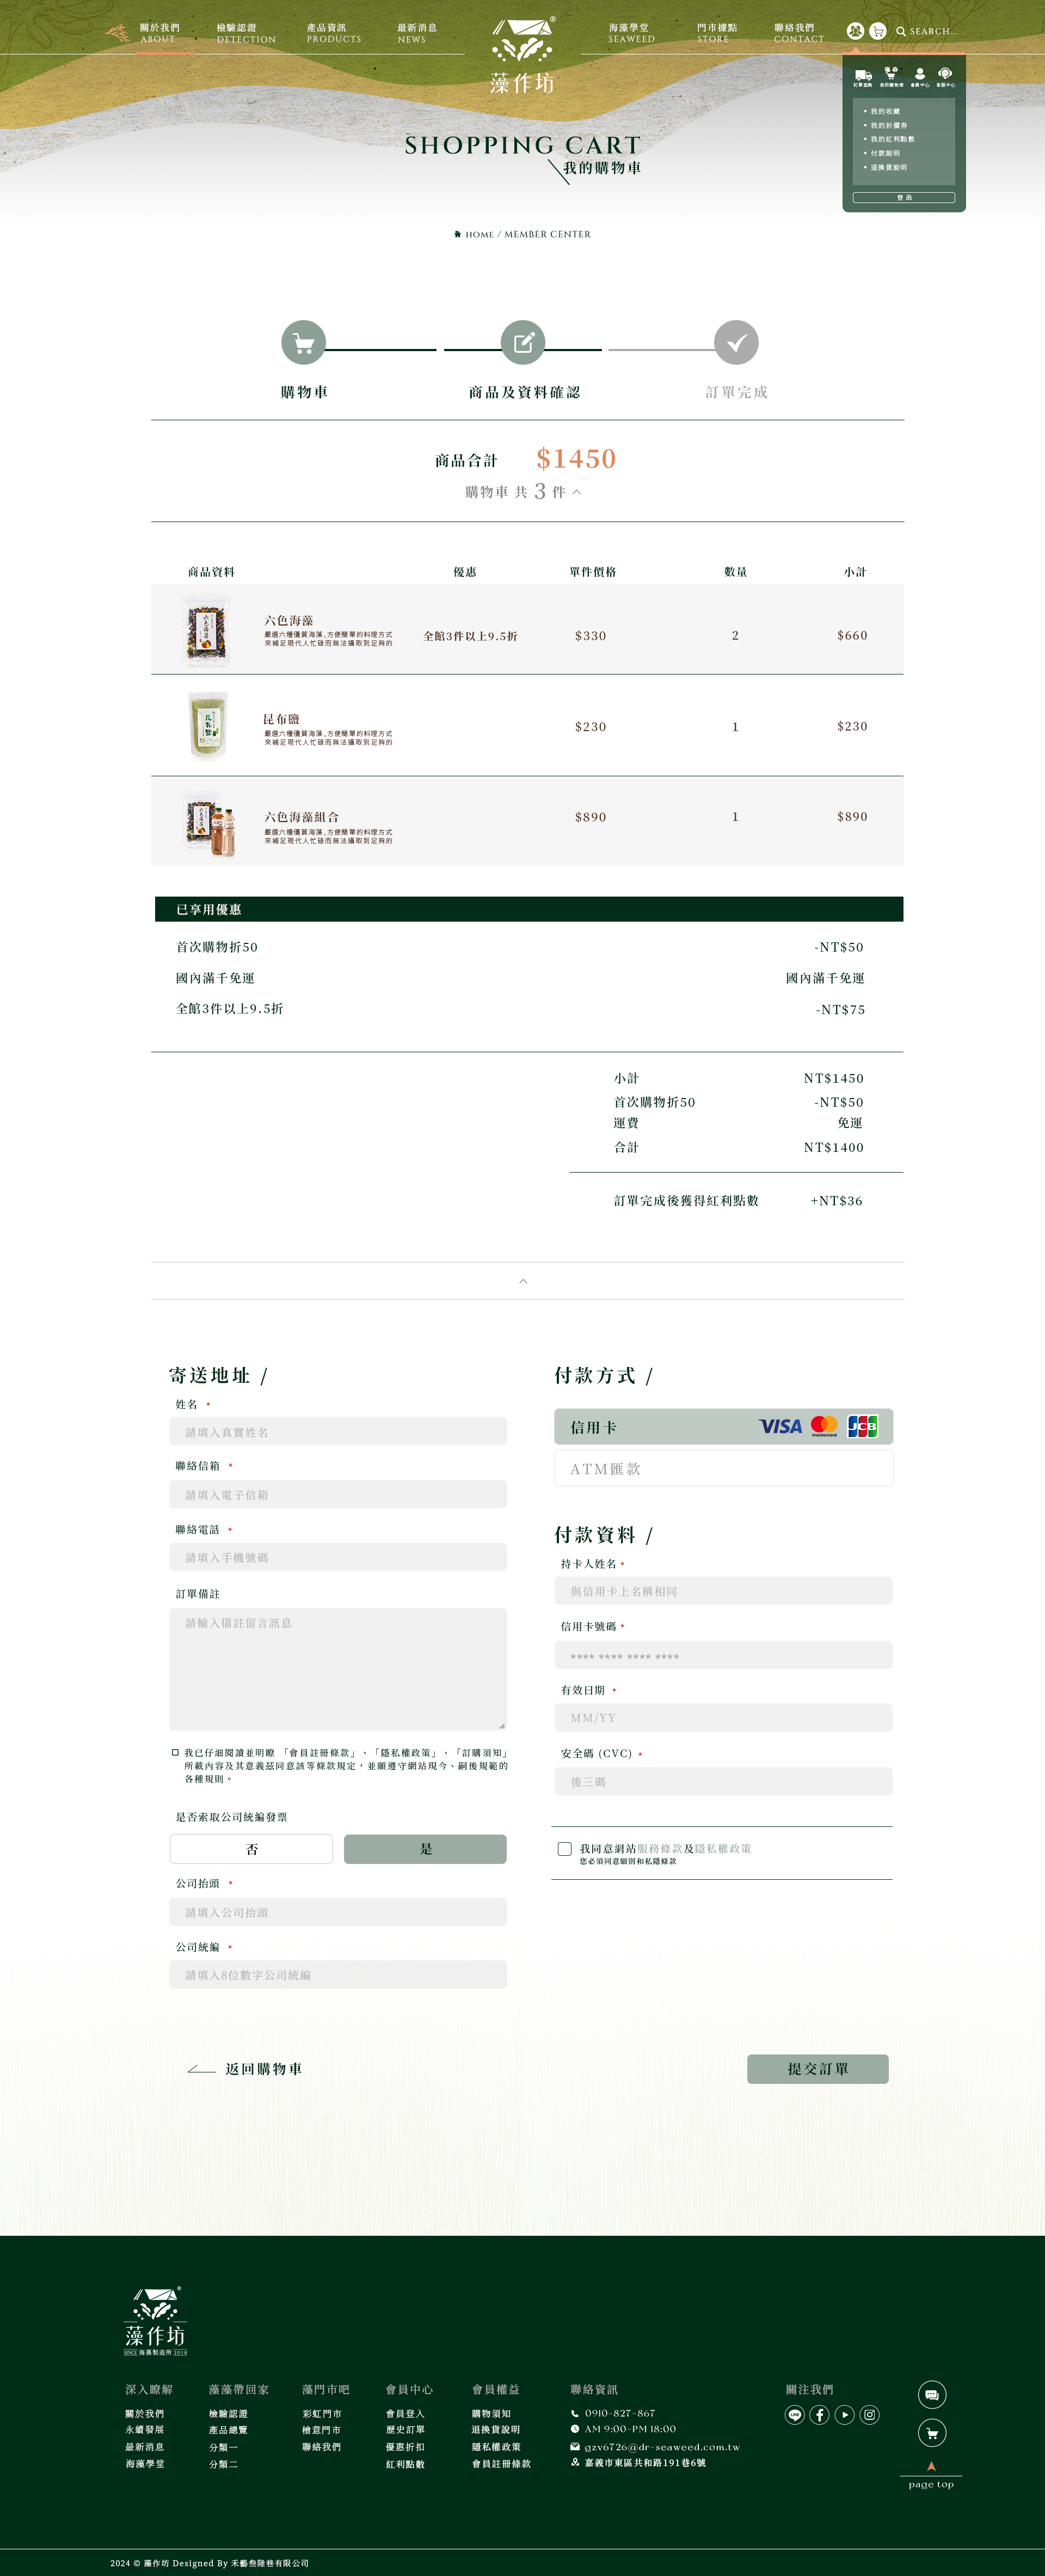 關於我們
ABOUT
檢驗認證
DETECTION
產品資訊
PRODUCTS
最新消息
NEWS
藻作坊
海藻學堂
SEAWEED
門市據點
STORE
聯絡我們
CONTACT
SEARCH...
訂單查詢 我的購物車 會員中心 客服中心
• 我的收藏
• 我的折價券
• 我的紅利點數
• 付款說明
• 退換貨說明
登出
SHOPPING CART
我的購物車
HOME / MEMBER CENTER
購物車
商品及資料確認
訂單完成
商品合計 $1450
購物車 共 3 件
商品資料 優惠 單件價格 數量 小計
六色海藻
嚴選六種優質海藻,方便簡單的料理方式
來補足現代人忙碌而無法攝取到足夠的
全館3件以上9.5折 $330 2 $660
昆布鹽
嚴選六種優質海藻,方便簡單的料理方式
來補足現代人忙碌而無法攝取到足夠的
$230 1 $230
六色海藻組合
嚴選六種優質海藻,方便簡單的料理方式
來補足現代人忙碌而無法攝取到足夠的
$890 1 $890
已享用優惠
首次購物折50 -NT$50
國內滿千免運 國內滿千免運
全館3件以上9.5折 -NT$75
小計 NT$1450
首次購物折50 -NT$50
運費 免運
合計 NT$1400
訂單完成後獲得紅利點數 +NT$36
寄送地址 /
姓名 *
請填入真實姓名
聯絡信箱 *
請填入電子信箱
聯絡電話 *
請填入手機號碼
訂單備註
請輸入備註留言訊息
我已仔細閱讀並明瞭 「會員註冊條款」、「隱私權政策」、「訂購須知」
所載內容及其意義茲同意該等條款規定，並願遵守網站現今、嗣後規範的
各種規則。
是否索取公司統編發票
否 是
公司抬頭 *
請填入公司抬頭
公司統編 *
請填入8位數字公司統編
付款方式 /
信用卡 VISA mastercard JCB
ATM匯款
付款資料 /
持卡人姓名 *
與信用卡上名稱相同
信用卡號碼 *
**** **** **** ****
有效日期 *
MM/YY
安全碼 (CVC) *
後三碼
我同意網站服務條款及隱私權政策
您必須同意細則和私隱條款
返回購物車
提交訂單
藻作坊
SINCE 海藻製造所 2018
深入瞭解
關於我們
永續發展
最新消息
海藻學堂
藻藻帶回家
檢驗認證
產品總覽
分類一
分類二
藻門市吧
彩虹門市
檜意門市
聯絡我們
會員中心
會員登入
歷史訂單
優惠折扣
紅利點數
會員權益
購物須知
退換貨說明
隱私權政策
會員註冊條款
聯絡資訊
0910-827-867
AM 9:00-PM 18:00
gzv6726@dr-seaweed.com.tw
嘉義市東區共和路191巷6號
關注我們
LINE
page top
2024 © 藻作坊 Designed By 禾藝叁陸巷有限公司